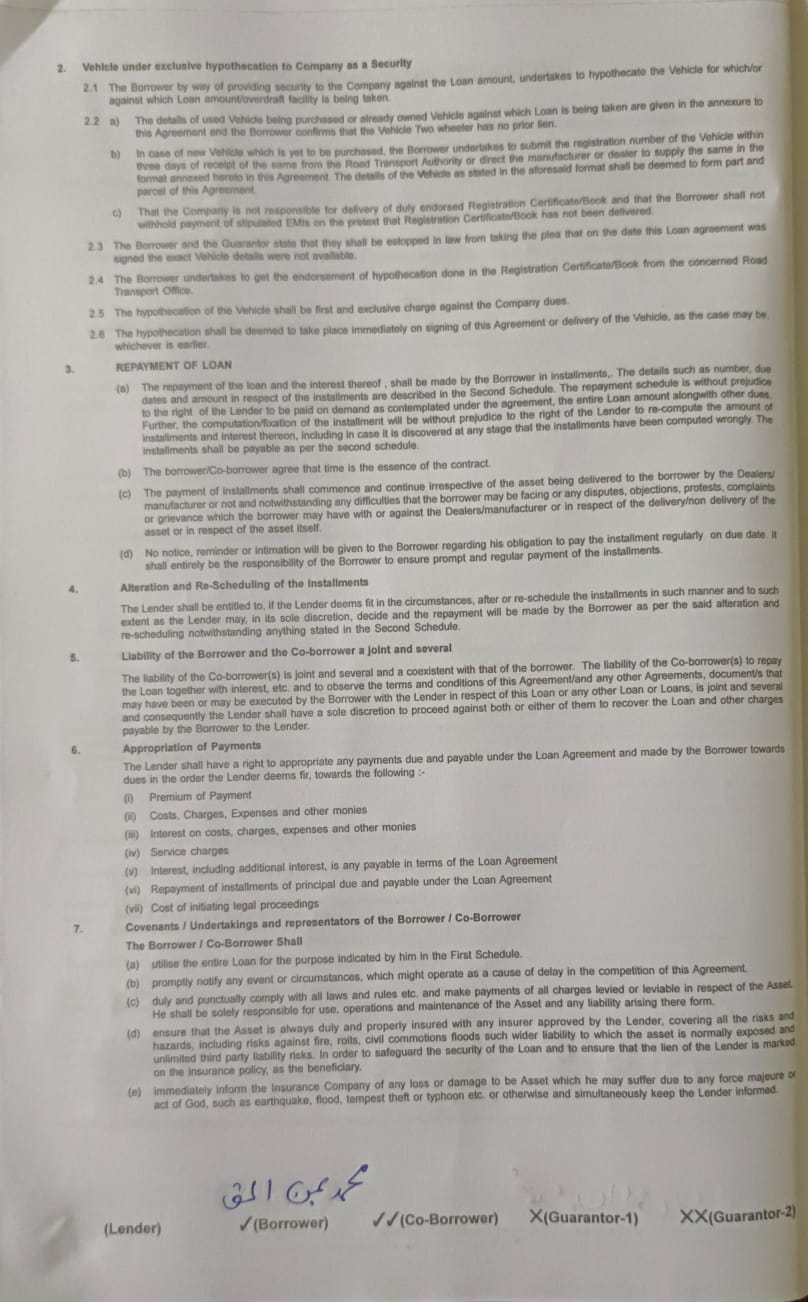 2. Vehicle under exclusive hypothecation to Company as a Security
2.1 The Borrower by way of providing security to the Company against the Loan amount, undertakes to hypothecate the Vehicle for which/or
against which Loan amount/overdraft facility is being taken.
2.2 a) The details of used Vehicle being purchased or already owned Vehicle against which Loan is being taken are given in the annexure to
this Agreement and the Borrower confirms that the Vehicle Two wheeler has no prior lien.
b) In case of new Vehicle which is yet to be purchased, the Borrower undertakes to submit the registration number of the Vehicle within
three days of receipt of the same from the Road Transport Authority or direct the manufacturer or dealer to supply the same in the
format annexed hereto in this Agreement. The details of the Vehicle as stated in the aforesaid format shall be deemed to form part and
parcel of this Agreement.
c) That the Company is not responsible for delivery of duly endorsed Registration Certificate/Book and that the Borrower shall not
withhold payment of stipulated EMIs on the pretext that Registration Certificate/Book has not been delivered.
2.3 The Borrower and the Guarantor state that they shall be estopped in law from taking the plea that on the date this Loan agreement was
signed the exact Vehicle details were not available.
2.4 The Borrower undertakes to get the endorsement of hypothecation done in the Registration Certificate/Book from the concerned Road
Transport Office.
2.5 The hypothecation of the Vehicle shall be first and exclusive charge against the Company dues.
2.6 The hypothecation shall be deemed to take place immediately on signing of this Agreement or delivery of the Vehicle, as the case may be,
whichever is earlier.
3. REPAYMENT OF LOAN
(a) The repayment of the loan and the interest thereof , shall be made by the Borrower in installments,. The details such as number, due
dates and amount in respect of the installments are described in the Second Schedule. The repayment schedule is without prejudice
to the right of the Lender to be paid on demand as contemplated under the agreement, the entire Loan amount alongwith other dues,
Further, the computation/fixation of the installment will be without prejudice to the right of the Lender to re-compute the amount of
installments and interest thereon, including in case it is discovered at any stage that the installments have been computed wrongly. The
installments shall be payable as per the second schedule.
(b) The borrower/Co-borrower agree that time is the essence of the contract.
(c) The payment of installments shall commence and continue irrespective of the asset being delivered to the borrower by the Dealers/
manufacturer or not and notwithstanding any difficulties that the borrower may be facing or any disputes, objections, protests, complaints
or grievance which the borrower may have with or against the Dealers/manufacturer or in respect of the delivery/non delivery of the
asset or in respect of the asset itself.
(d) No notice, reminder or intimation will be given to the Borrower regarding his obligation to pay the installment regularly on due date. It
shall entirely be the responsibility of the Borrower to ensure prompt and regular payment of the installments.
4. Alteration and Re-Scheduling of the Installments
The Lender shall be entitled to, if the Lender deems fit in the circumstances, after or re-schedule the installments in such manner and to such
extent as the Lender may, in its sole discretion, decide and the repayment will be made by the Borrower as per the said alteration and
re-scheduling notwithstanding anything stated in the Second Schedule.
5. Liability of the Borrower and the Co-borrower a joint and several
The liability of the Co-borrower(s) is joint and several and a coexistent with that of the borrower. The liability of the Co-borrower(s) to repay
the Loan together with interest, etc. and to observe the terms and conditions of this Agreement/and any other Agreements, document/s that
may have been or may be executed by the Borrower with the Lender in respect of this Loan or any other Loan or Loans, is joint and several
and consequently the Lender shall have a sole discretion to proceed against both or either of them to recover the Loan and other charges
payable by the Borrower to the Lender.
6. Appropriation of Payments
The Lender shall have a right to appropriate any payments due and payable under the Loan Agreement and made by the Borrower towards
dues in the order the Lender deems fir, towards the following :-
(i) Premium of Payment
(ii) Costs, Charges, Expenses and other monies
(iii) Interest on costs, charges, expenses and other monies
(iv) Service charges
(v) Interest, including additional interest, is any payable in terms of the Loan Agreement
(vi) Repayment of installments of principal due and payable under the Loan Agreement
(vii) Cost of initiating legal proceedings
7. Covenants / Undertakings and representators of the Borrower / Co-Borrower
The Borrower / Co-Borrower Shall
(a) utilise the entire Loan for the purpose indicated by him in the First Schedule.
(b) promptly notify any event or circumstances, which might operate as a cause of delay in the competition of this Agreement.
(c) duly and punctually comply with all laws and rules etc. and make payments of all charges levied or leviable in respect of the Asset.
He shall be solely responsible for use, operations and maintenance of the Asset and any liability arising there form.
(d) ensure that the Asset is always duly and properly insured with any insurer approved by the Lender, covering all the risks and
hazards, including risks against fire, roits, civil commotions floods such wider liability to which the asset is normally exposed and
unlimited third party liability risks. In order to safeguard the security of the Loan and to ensure that the lien of the Lender is marked
on the insurance policy, as the beneficiary.
(e) immediately inform the Insurance Company of any loss or damage to be Asset which he may suffer due to any force majeure or
act of God, such as earthquake, flood, tempest theft or typhoon etc. or otherwise and simultaneously keep the Lender informed.
محمد عین الحق
(Lender) ✓(Borrower) ✓✓(Co-Borrower) X(Guarantor-1) XX(Guarantor-2)